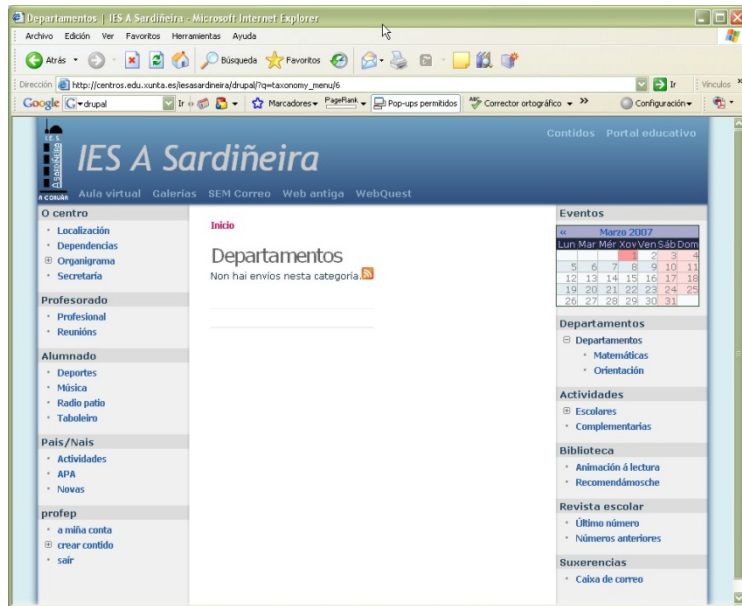 Departamentos | IES A Sardiñeira - Microsoft Internet Explorer
Archivo Edición Ver Favoritos Herramientas Ayuda
Atrás Búsqueda Favoritos
Dirección http://centros.edu.xunta.es/iesasardineira/drupal/?q=taxonomy_menu/6 Ir Vínculos »
Google drupal Ir Marcadores PageRank Pop-ups permitidos Corrector ortográfico » Configuración
IES A SARDIÑEIRA
A CORUÑA
IES A Sardiñeira
Contidos Portal educativo
Aula virtual Galerías SEM Correo Web antiga WebQuest
O centro
Localización
Dependencias
Organigrama
Secretaría
Profesorado
Profesional
Reunións
Alumnado
Deportes
Música
Radio patio
Taboleiro
Pais/Nais
Actividades
APA
Novas
profep
a miña conta
crear contido
saír
Inicio
Departamentos
Non hai envíos nesta categoría.
Eventos
« Marzo 2007
Lun Mar Mér Xov Ven Sáb Dom
1 2 3 4
5 6 7 8 9 10 11
12 13 14 15 16 17 18
19 20 21 22 23 24 25
26 27 28 29 30 31
Departamentos
Departamentos
Matemáticas
Orientación
Actividades
Escolares
Complementarias
Biblioteca
Animación á lectura
Recomendámosche
Revista escolar
Último número
Números anteriores
Suxerencias
Caixa de correo